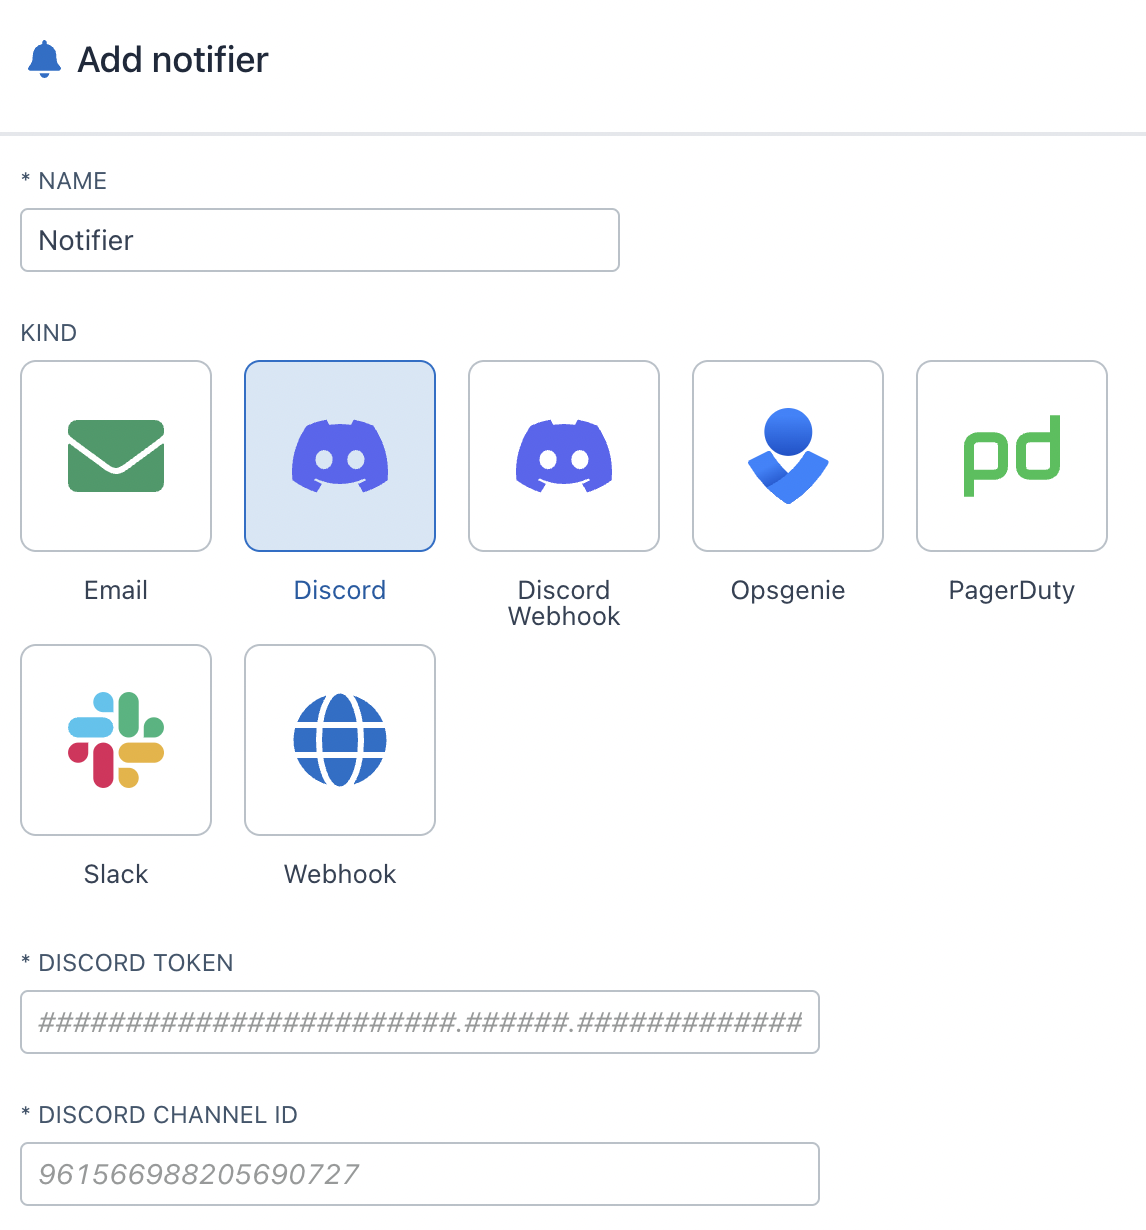 Add notifier
* NAME
Notifier
KIND
Email
Discord
Discord
Webhook
Opsgenie
pd
PagerDuty
Slack
Webhook
* DISCORD TOKEN
########################.######.#############
* DISCORD CHANNEL ID
961566988205690727